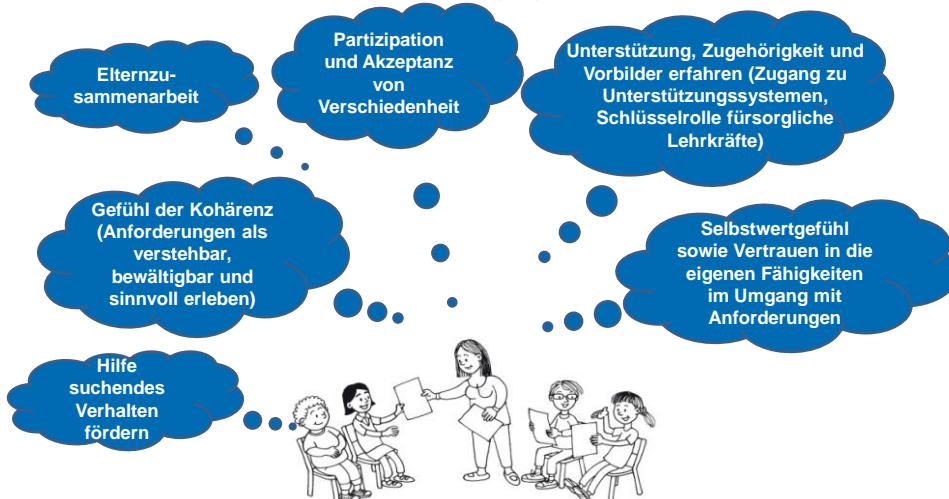 Elternzu-
sammenarbeit
Partizipation
und Akzeptanz
von
Verschiedenheit
Unterstützung, Zugehörigkeit und
Vorbilder erfahren (Zugang zu
Unterstützungssystemen,
Schlüsselrolle fürsorgliche
Lehrkräfte)
Gefühl der Kohärenz
(Anforderungen als
verstehbar,
bewältigbar und
sinnvoll erleben)
Selbstwertgefühl
sowie Vertrauen in die
eigenen Fähigkeiten
im Umgang mit
Anforderungen
Hilfe
suchendes
Verhalten
fördern